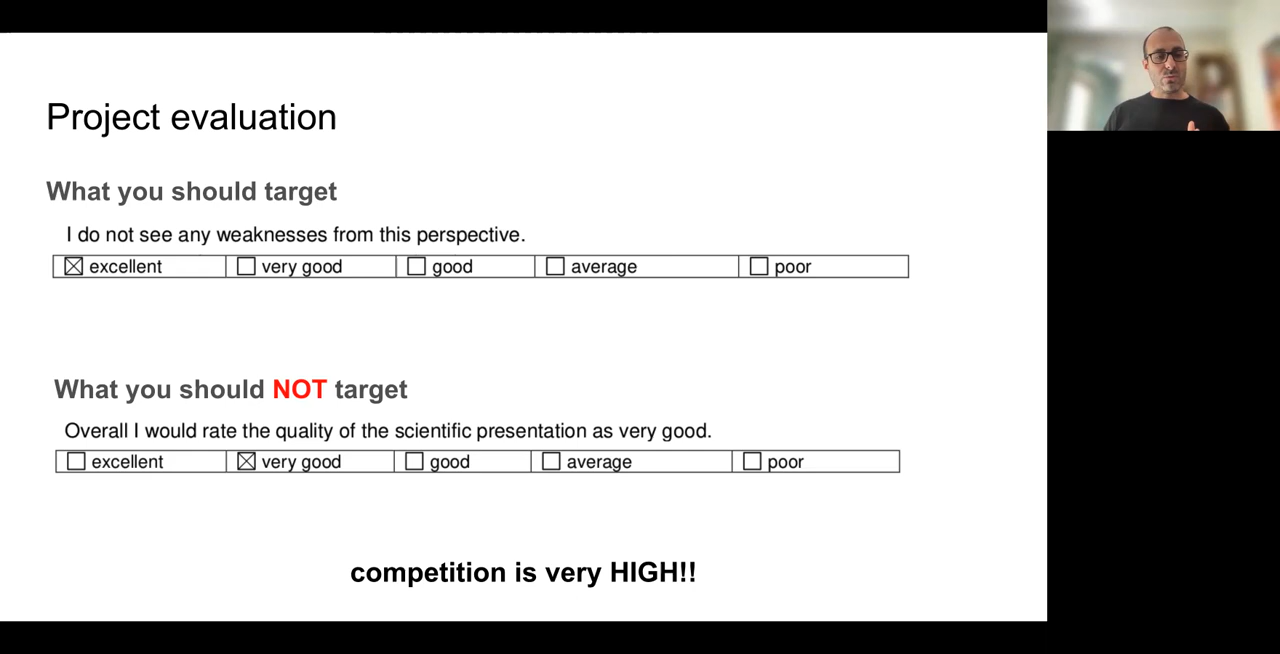 Project evaluation
What you should target
I do not see any weaknesses from this perspective.
excellent very good good average poor
What you should NOT target
Overall I would rate the quality of the scientific presentation as very good.
excellent very good good average poor
competition is very HIGH!!